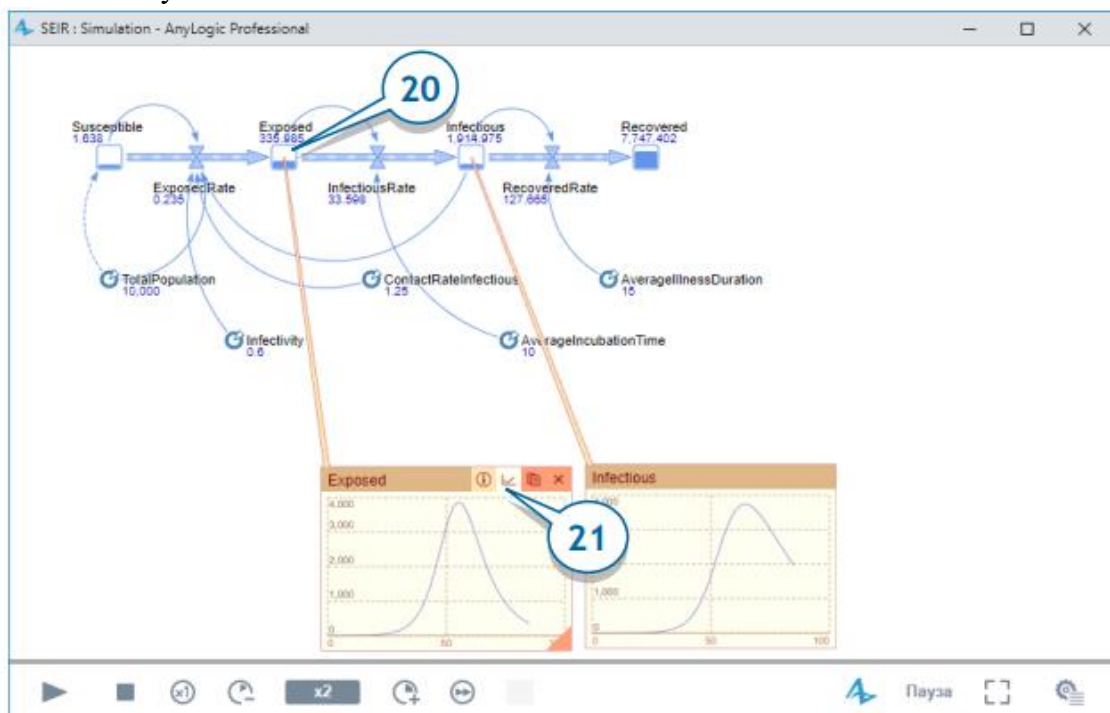 SEIR : Simulation - AnyLogic Professional
20
Susceptible
1,638
Exposed
335.985
Infectious
1,914.975
Recovered
7,747.402
ExposedRate
0.235
InfectiousRate
33.598
RecoveredRate
127.665
TotalPopulation
10,000
ContactRateInfectious
1.25
AverageIllnessDuration
15
Infectivity
0.6
AverageIncubationTime
10
Exposed
4,000
3,000
2,000
1,000
0
0 50
21
Infectious
1,000
0
0 50 100
x1
x2
Пауза